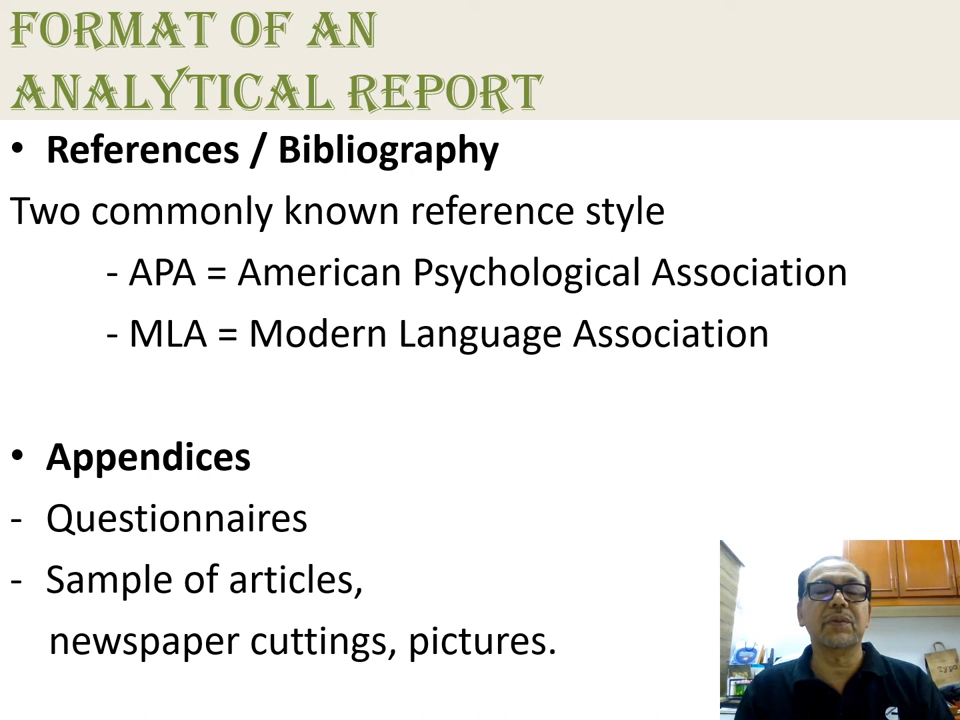 FORMAT OF AN
ANALYTICAL REPORT
• References / Bibliography
Two commonly known reference style
- APA = American Psychological Association
- MLA = Modern Language Association
• Appendices
- Questionnaires
- Sample of articles,
newspaper cuttings, pictures.